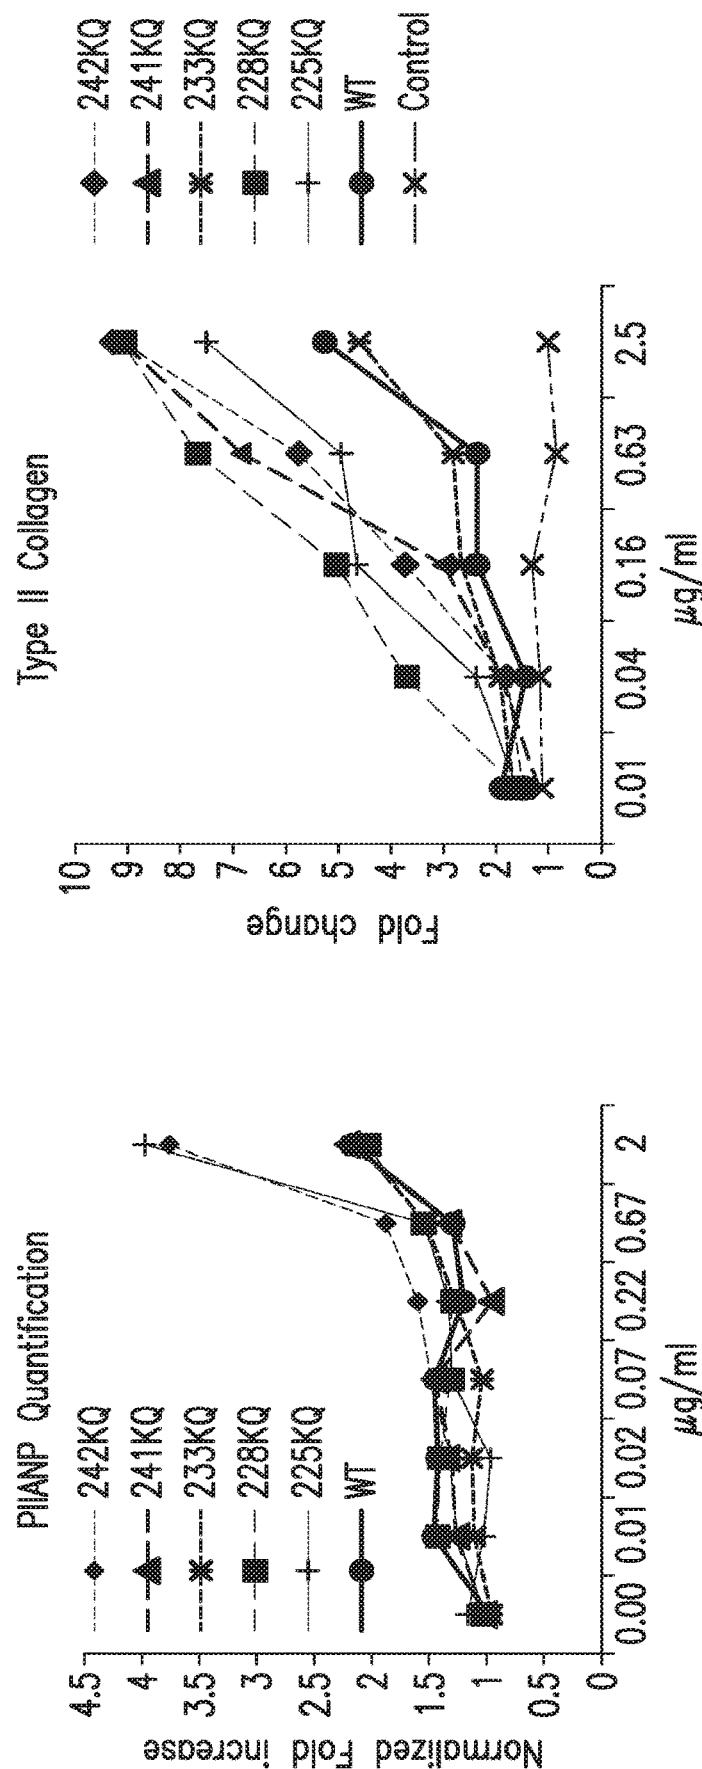 PIIANP Quantification
242KQ
241KQ
233KQ
228KQ
225KQ
WT
Normalized Fold increase
4.5
4
3.5
3
2.5
2
1.5
1
0.5
0
0.00 0.01 0.02 0.07 0.22 0.67 2
µg/ml
Type II Collagen
Fold change
10
9
8
7
6
5
4
3
2
1
0
0.01 0.04 0.16 0.63 2.5
µg/ml
242KQ
241KQ
233KQ
228KQ
225KQ
WT
Control